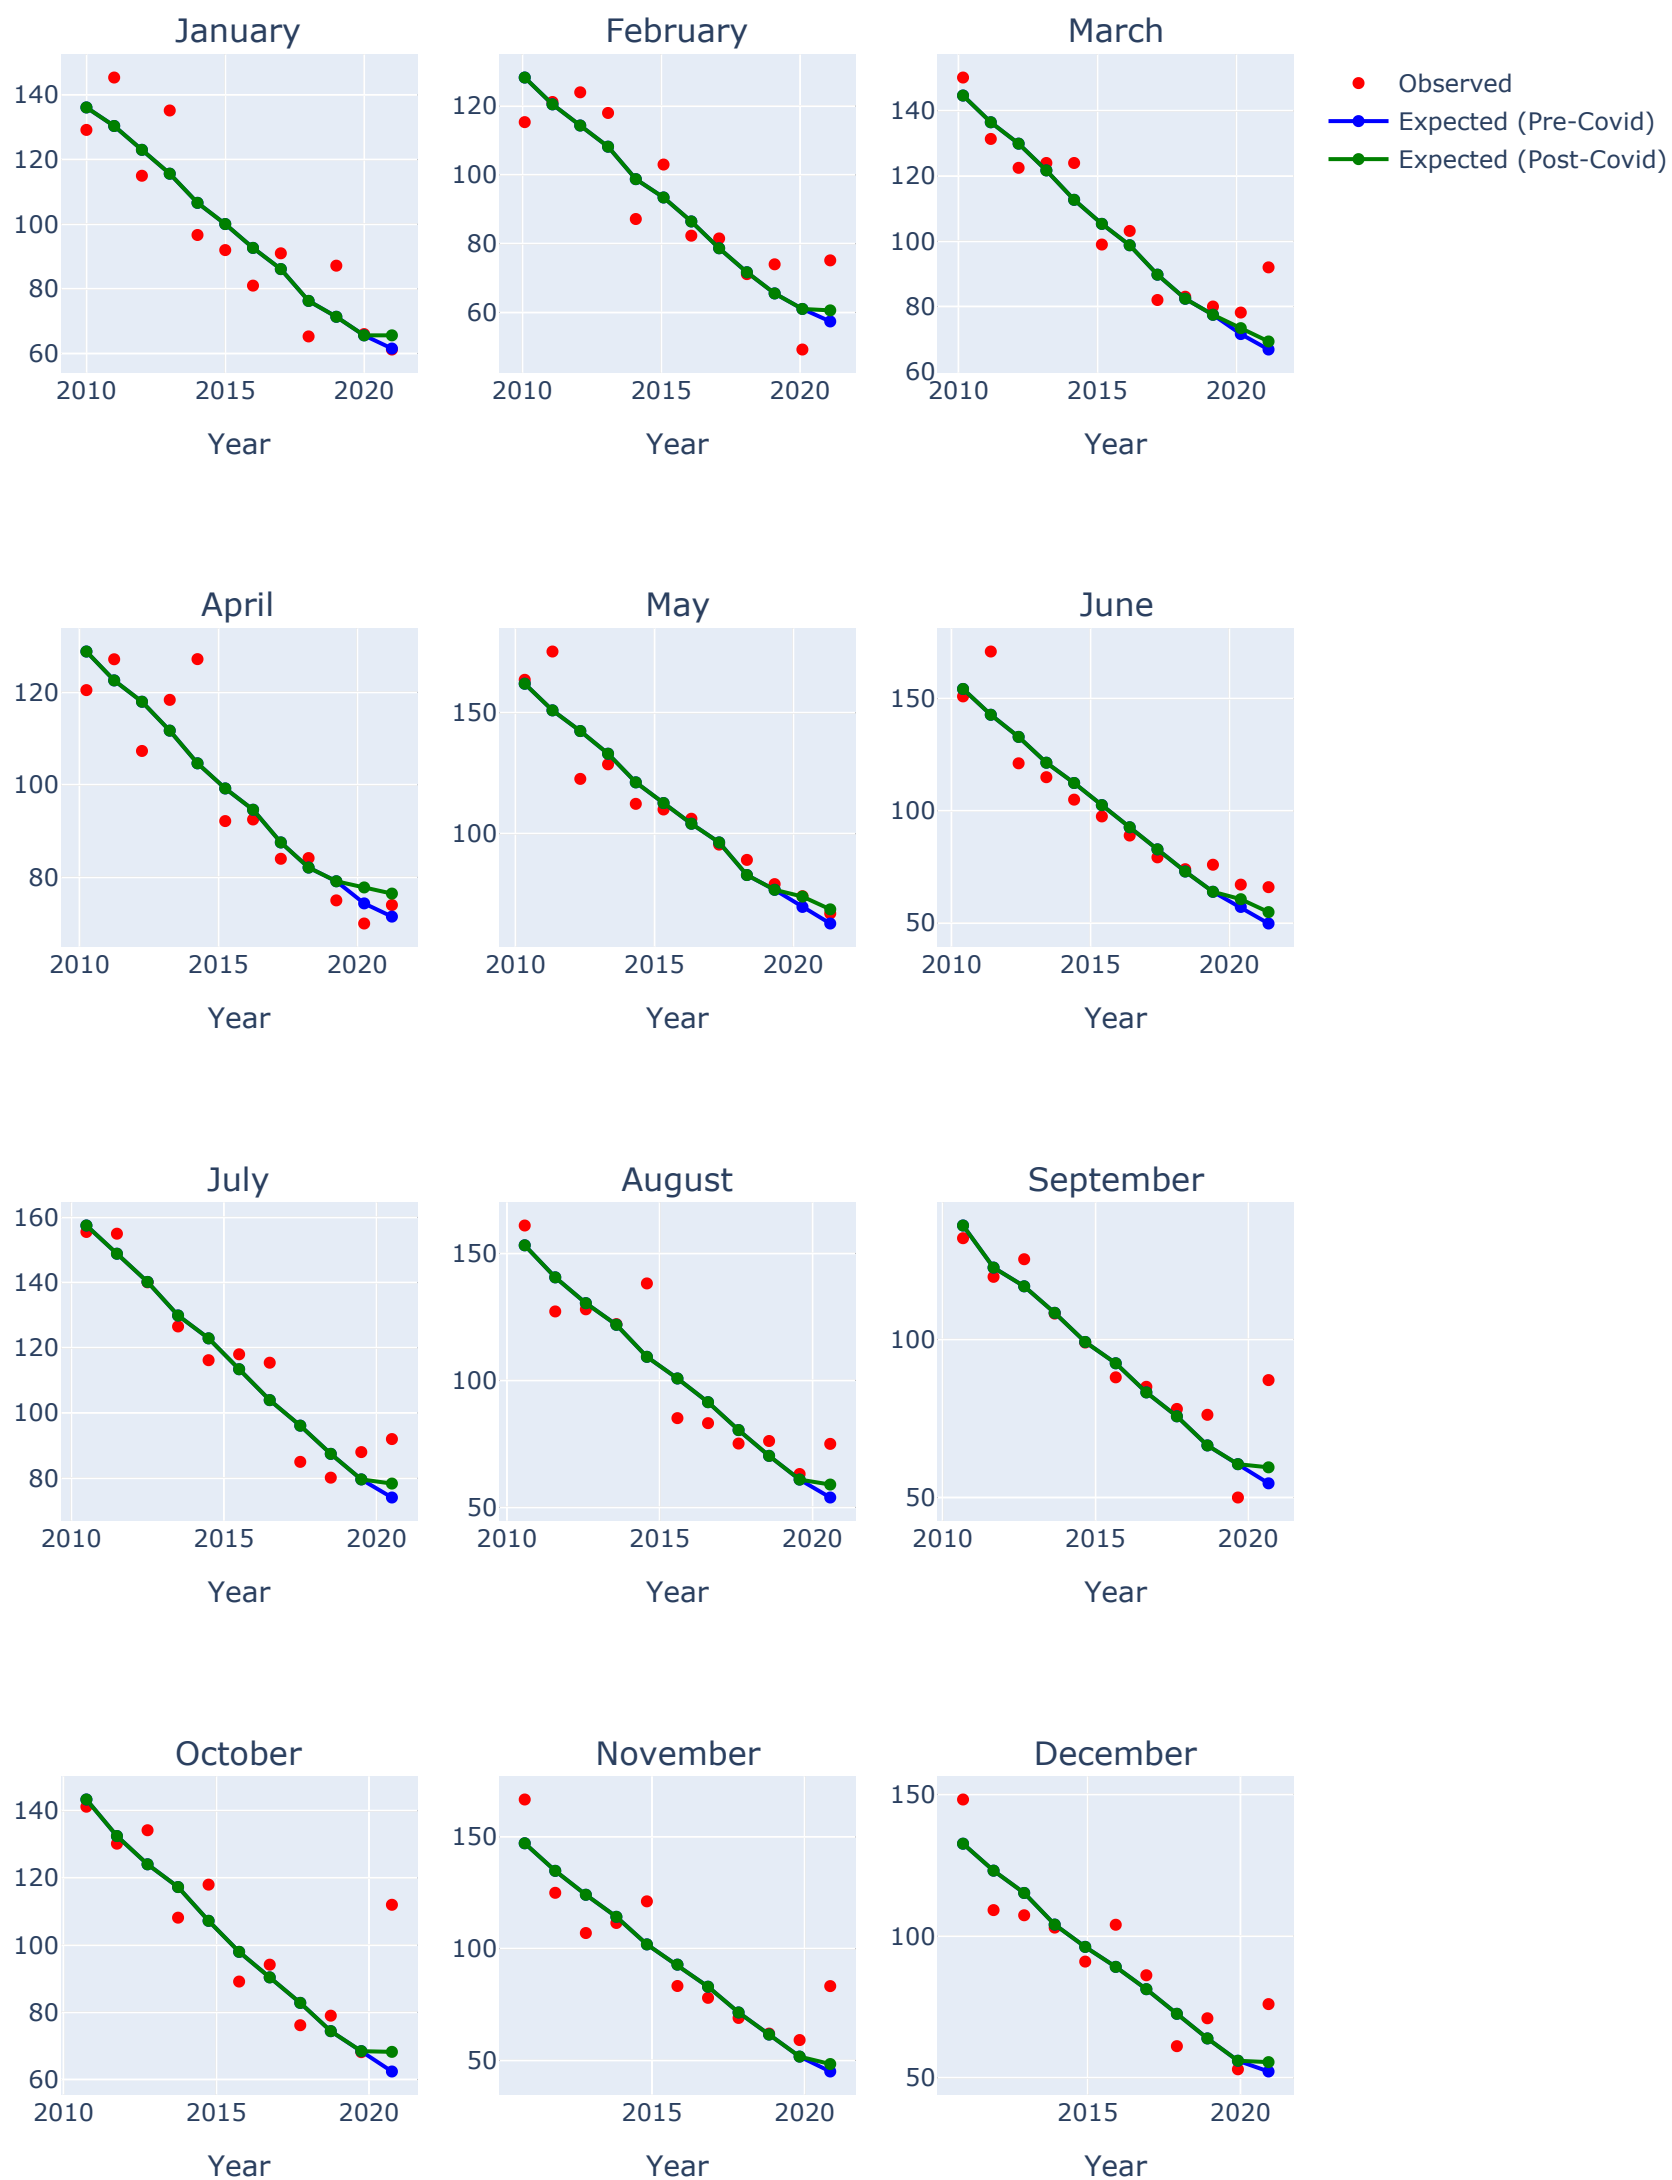 January February March
Observed
Expected (Pre-Covid)
Expected (Post-Covid)
140
120
100
80
60
2010 2015 2020
Year
120
100
80
60
2010 2015 2020
Year
140
120
100
80
60
2010 2015 2020
Year
April May June
120
100
80
2010 2015 2020
Year
150
100
2010 2015 2020
Year
150
100
50
2010 2015 2020
Year
July August September
160
140
120
100
80
2010 2015 2020
Year
150
100
50
2010 2015 2020
Year
100
50
2010 2015 2020
Year
October November December
140
120
100
80
60
2010 2015 2020
Year
150
100
50
2015 2020
Year
150
100
50
2015 2020
Year